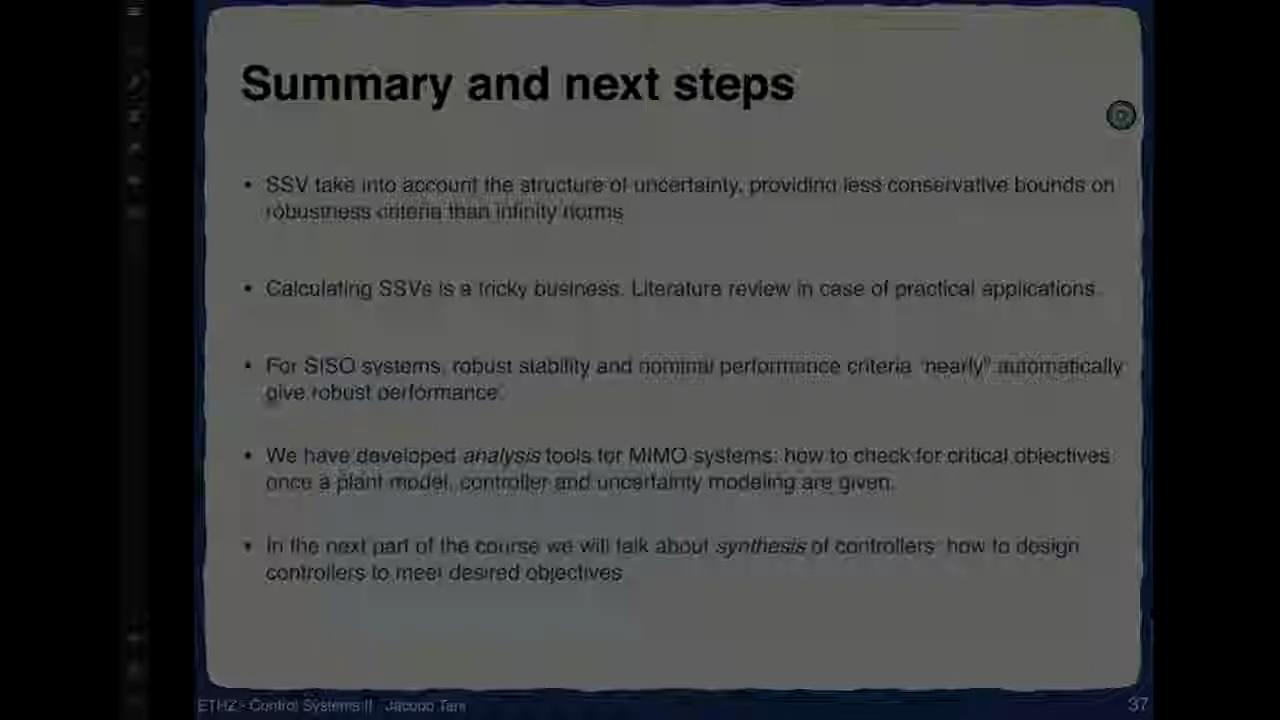 Summary and next steps
• SSV take into account the structure of uncertainty, providing less conservative bounds on
robustness criteria than infinity norms
• Calculating SSVs is a tricky business. Literature review in case of practical applications.
• For SISO systems, robust stability and nominal performance criteria "nearly" automatically
give robust performance.
• We have developed analysis tools for MIMO systems: how to check for critical objectives
once a plant model, controller and uncertainty modeling are given.
• In the next part of the course we will talk about synthesis of controllers: how to design
controllers to meet desired objectives
ETHZ - Control Systems II - Jacopo Tani
37